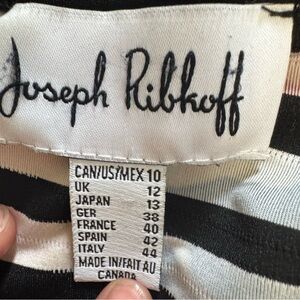 Joseph Ribkoff
CAN/US/MEX 10
UK 12
JAPAN 13
GER 38
FRANCE 40
SPAIN 42
ITALY 44
MADE IN/FAIT AU
CANADA